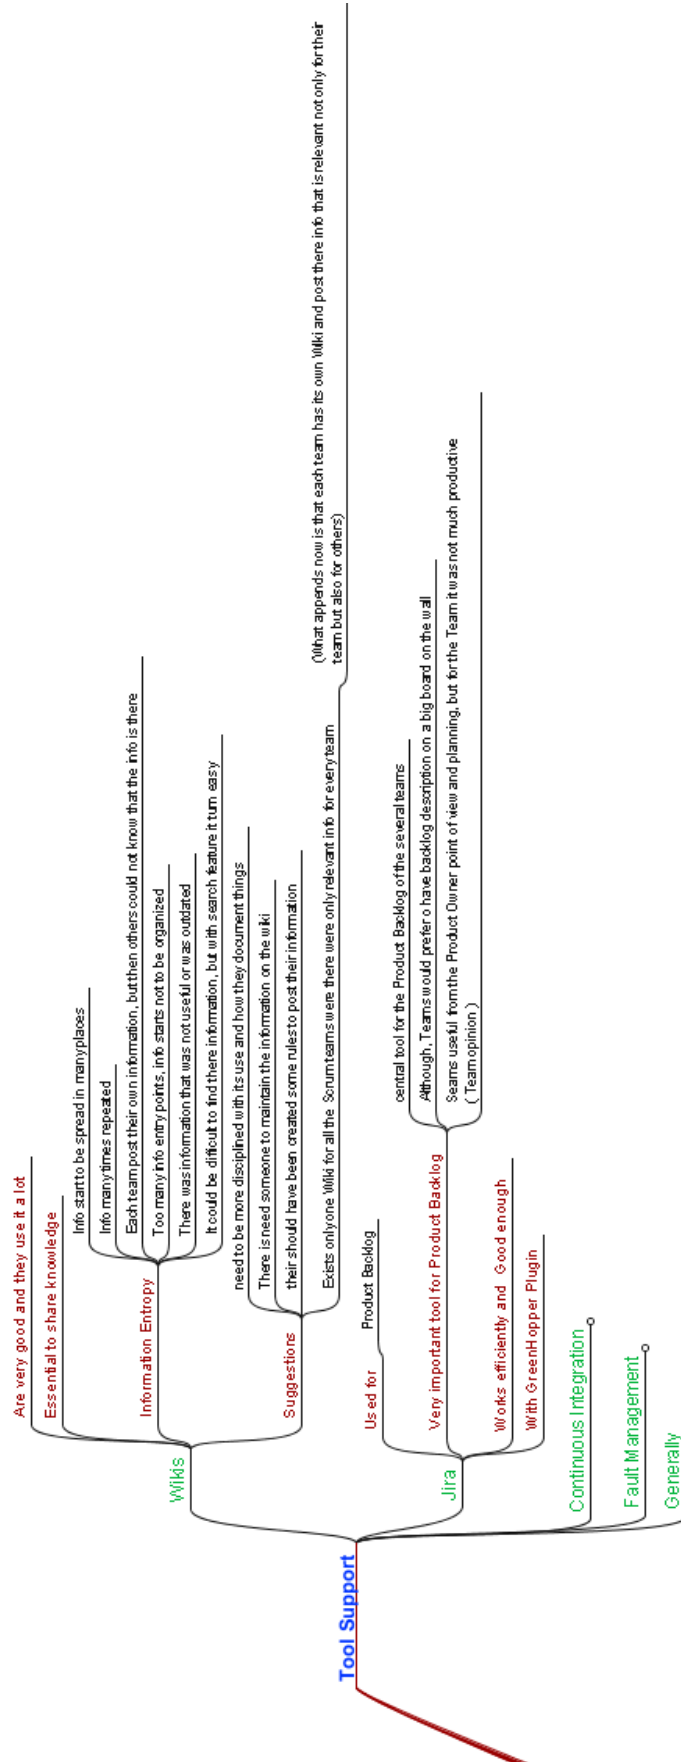 Tool Support
Wikis
Are very good and they use it a lot
Essential to share knowledge
Information Entropy
Info start to be spread in many places
Info many times repeated
Each team post their own information, but then others could not know that the info is there
Too many info entry points, info starts not to be organized
There was information that was not useful or was outdated
It could be difficult to find there information, but with search feature it turn easy
Suggestions
need to be more disciplined with its use and how they document things
There is need someone to maintain the information on the wiki
their should have been created some rules to post their information
Exists only one Wiki for all the Scrum teams were there were only relevant info for every team
(What appends now is that each team has its own Wiki and post there info that is relevant not only for their
team but also for others)
Jira
Used for
Product Backlog
Very important tool for Product Backlog
central tool for the Product Backlog of the several teams
Although, Teams would prefer o have backlog description on a big board on the wall
Seams useful from the Product Owner point of view and planning, but for the Team it was not much productive
( Team opinion )
Works efficiently and Good enough
With GreenHopper Plugin
Continuous Integration
Fault Management
Generally